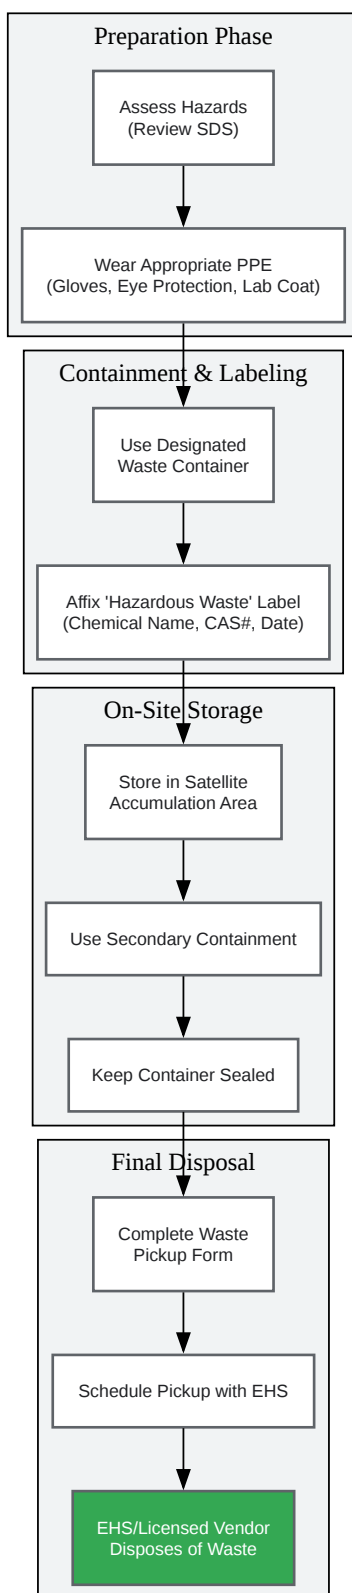 Preparation Phase
Assess Hazards
(Review SDS)
Wear Appropriate PPE
(Gloves, Eye Protection, Lab Coat)
Containment & Labeling
Use Designated
Waste Container
Affix 'Hazardous Waste' Label
(Chemical Name, CAS#, Date)
On-Site Storage
Store in Satellite
Accumulation Area
Use Secondary Containment
Keep Container Sealed
Final Disposal
Complete Waste
Pickup Form
Schedule Pickup with EHS
EHS/Licensed Vendor
Disposes of Waste